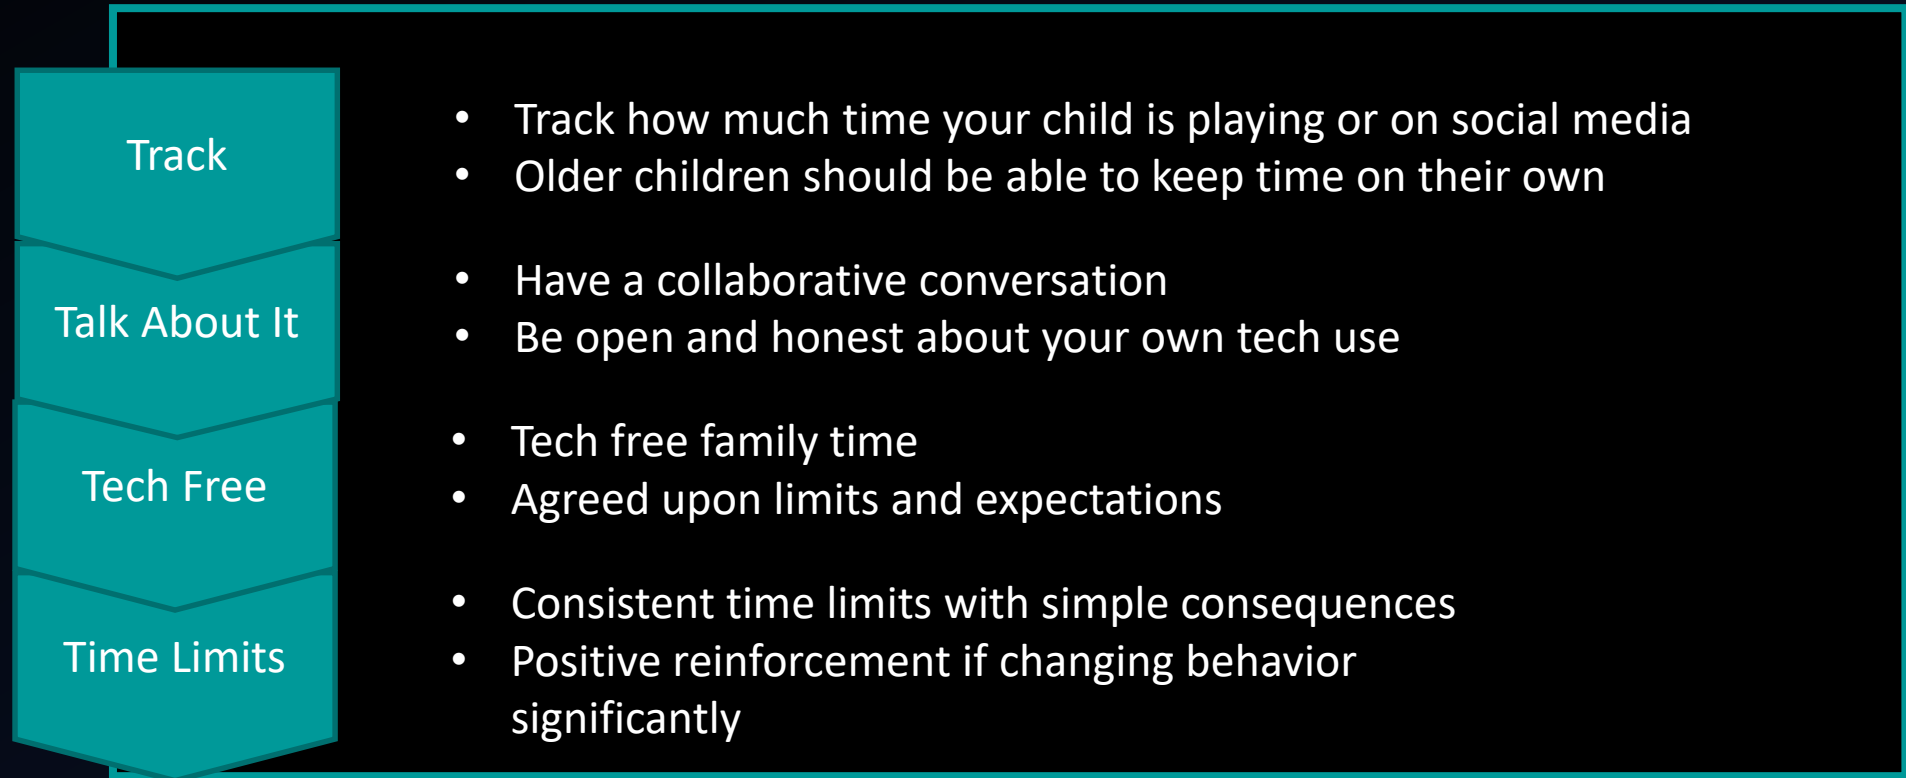 Track
• Track how much time your child is playing or on social media
• Older children should be able to keep time on their own
Talk About It
• Have a collaborative conversation
• Be open and honest about your own tech use
Tech Free
• Tech free family time
• Agreed upon limits and expectations
Time Limits
• Consistent time limits with simple consequences
• Positive reinforcement if changing behavior
significantly